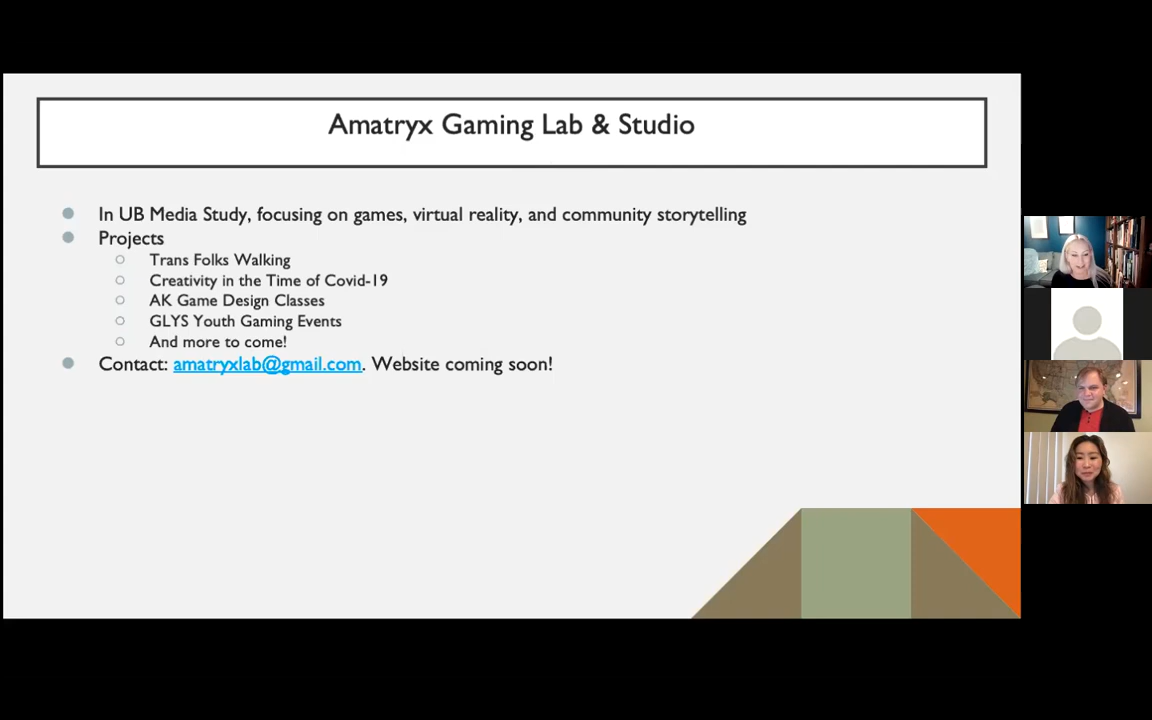 Amatryx Gaming Lab & Studio
In UB Media Study, focusing on games, virtual reality, and community storytelling
Projects
Trans Folks Walking
Creativity in the Time of Covid-19
AK Game Design Classes
GLYS Youth Gaming Events
And more to come!
Contact: amatryxlab@gmail.com. Website coming soon!